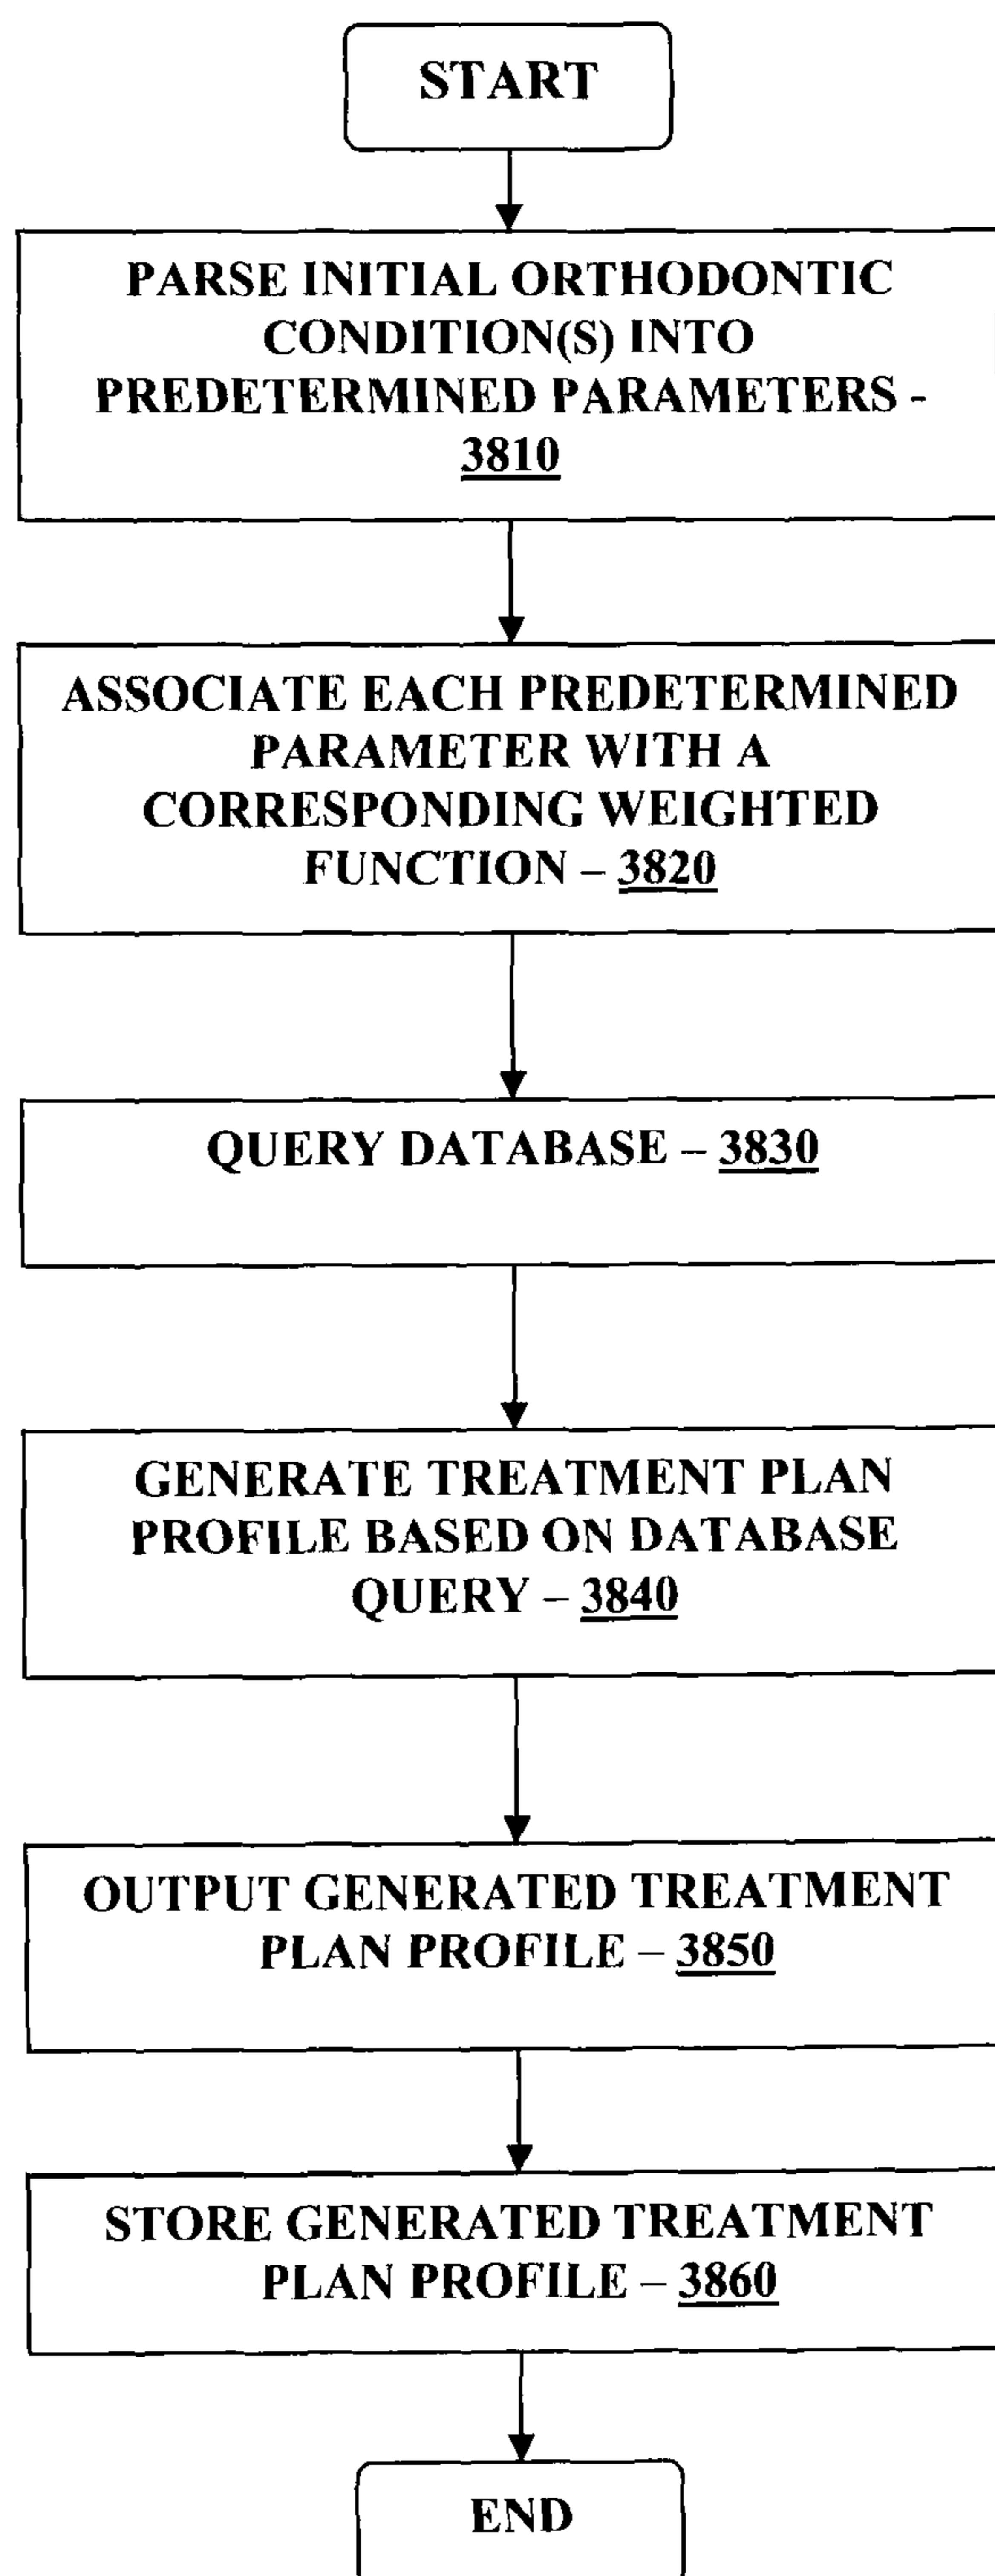 START
PARSE INITIAL ORTHODONTIC
CONDITION(S) INTO
PREDETERMINED PARAMETERS -
3810
ASSOCIATE EACH PREDETERMINED
PARAMETER WITH A
CORRESPONDING WEIGHTED
FUNCTION – 3820
QUERY DATABASE – 3830
GENERATE TREATMENT PLAN
PROFILE BASED ON DATABASE
QUERY – 3840
OUTPUT GENERATED TREATMENT
PLAN PROFILE – 3850
STORE GENERATED TREATMENT
PLAN PROFILE – 3860
END